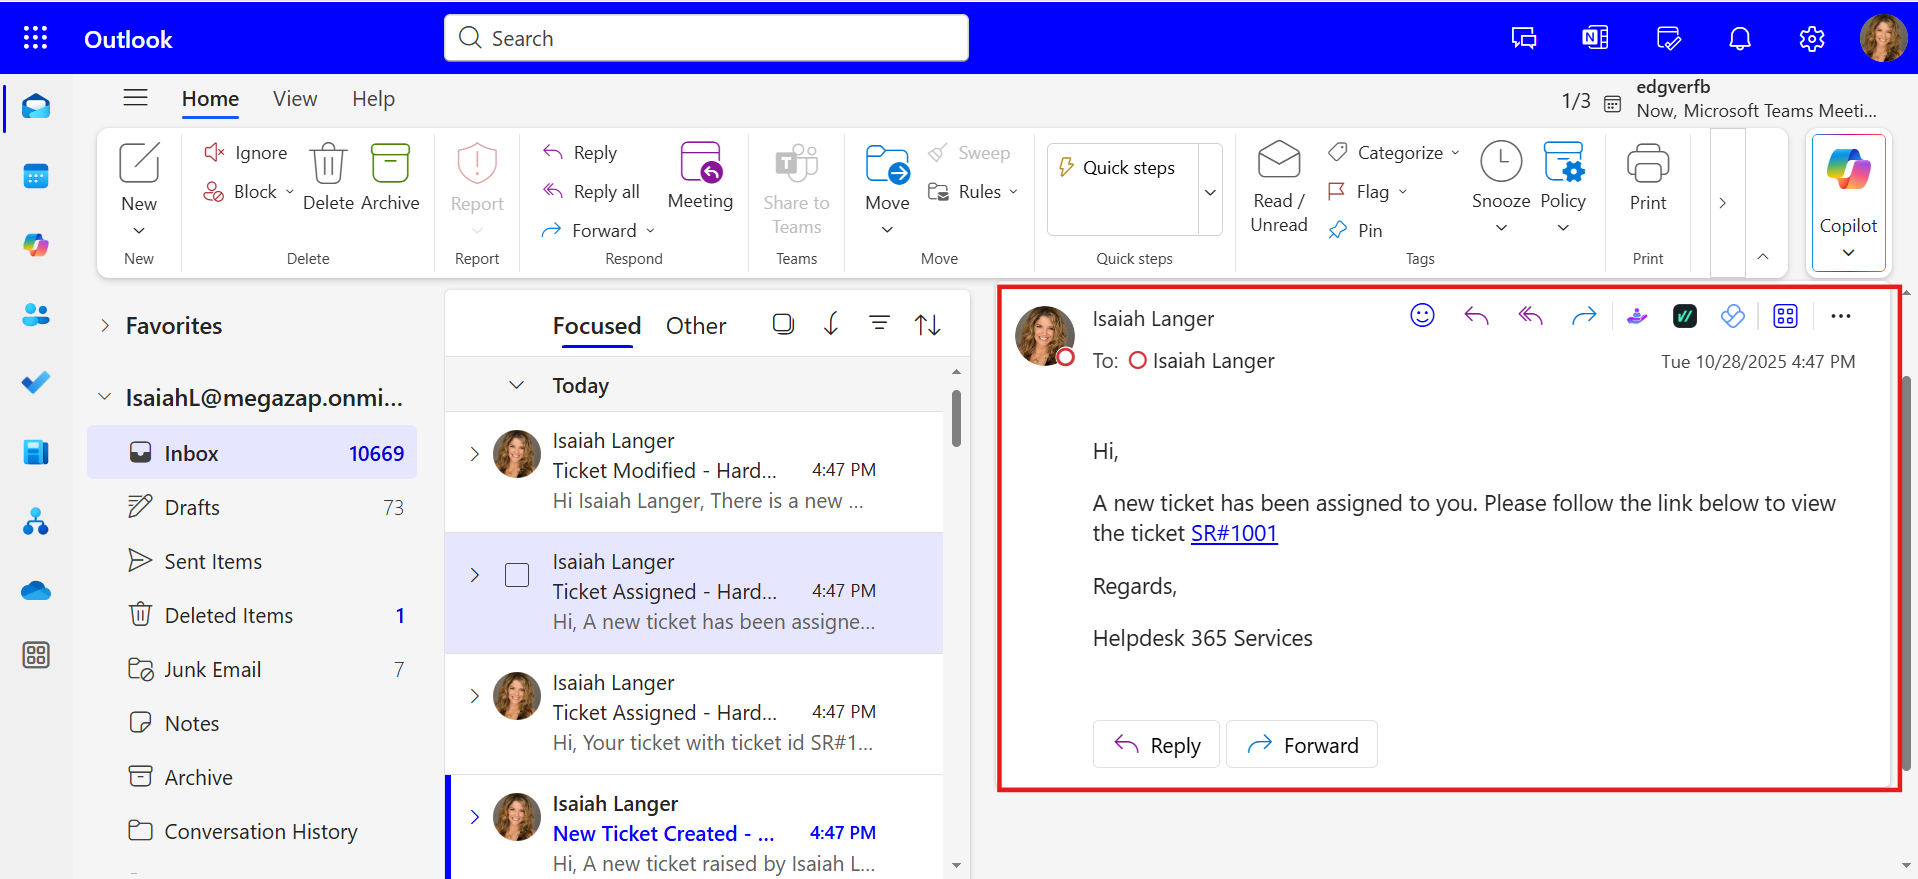 Outlook
Search
Home View Help
1/3
edgverfb
Now, Microsoft Teams Meeti...
New
New
Ignore
Block
Delete
Archive
Delete
Report
Report
Reply
Reply all
Forward
Meeting
Respond
Share to
Teams
Teams
Move
Sweep
Rules
Move
Quick steps
Quick steps
Read /
Unread
Categorize
Flag
Pin
Snooze
Policy
Tags
Print
Print
Copilot
Favorites
IsaiahL@megazap.onmi...
Inbox 10669
Drafts 73
Sent Items
Deleted Items 1
Junk Email 7
Notes
Archive
Conversation History
Focused Other
Today
Isaiah Langer
Ticket Modified - Hard... 4:47 PM
Hi Isaiah Langer, There is a new ...
Isaiah Langer
Ticket Assigned - Hard... 4:47 PM
Hi, A new ticket has been assigne...
Isaiah Langer
Ticket Assigned - Hard... 4:47 PM
Hi, Your ticket with ticket id SR#1...
Isaiah Langer
New Ticket Created - ... 4:47 PM
Hi, A new ticket raised by Isaiah L...
Isaiah Langer
To: Isaiah Langer
Tue 10/28/2025 4:47 PM
Hi,
A new ticket has been assigned to you. Please follow the link below to view
the ticket SR#1001
Regards,
Helpdesk 365 Services
Reply
Forward